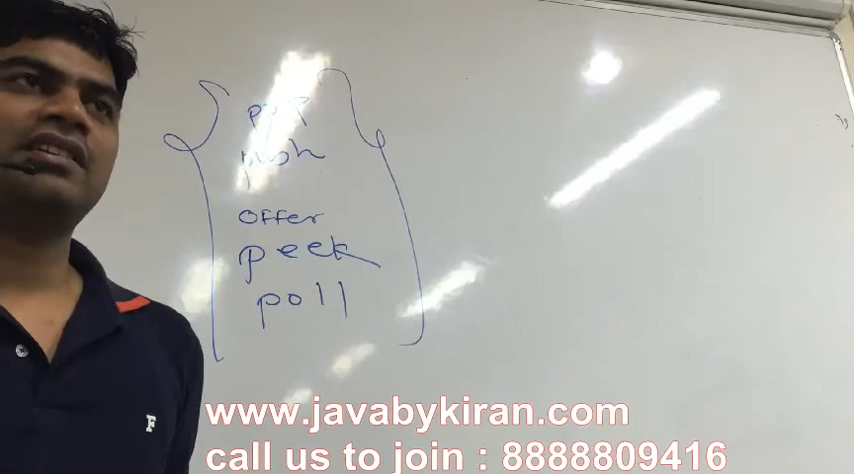 pop
push
offer
peek
poll
F
www.javabykiran.com
call us to join : 8888809416